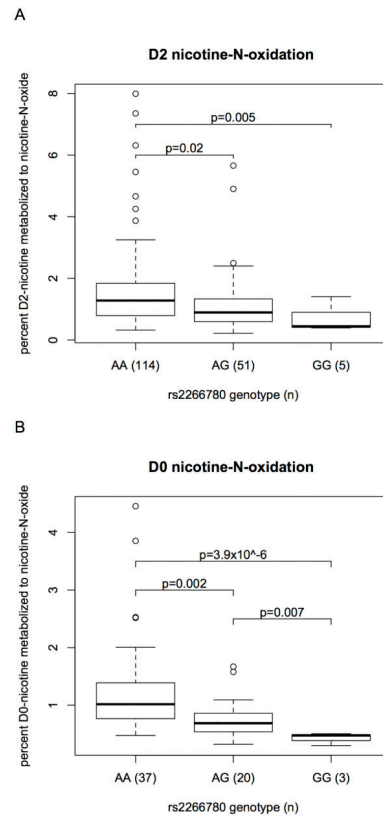 A
D2 nicotine-N-oxidation
percent D2-nicotine metabolized to nicotine-N-oxide
8
6
4
2
0
p=0.005
p=0.02
AA (114) AG (51) GG (5)
rs2266780 genotype (n)
B
D0 nicotine-N-oxidation
percent D0-nicotine metabolized to nicotine-N-oxide
4
3
2
1
p=3.9x10^-6
p=0.002
p=0.007
AA (37) AG (20) GG (3)
rs2266780 genotype (n)